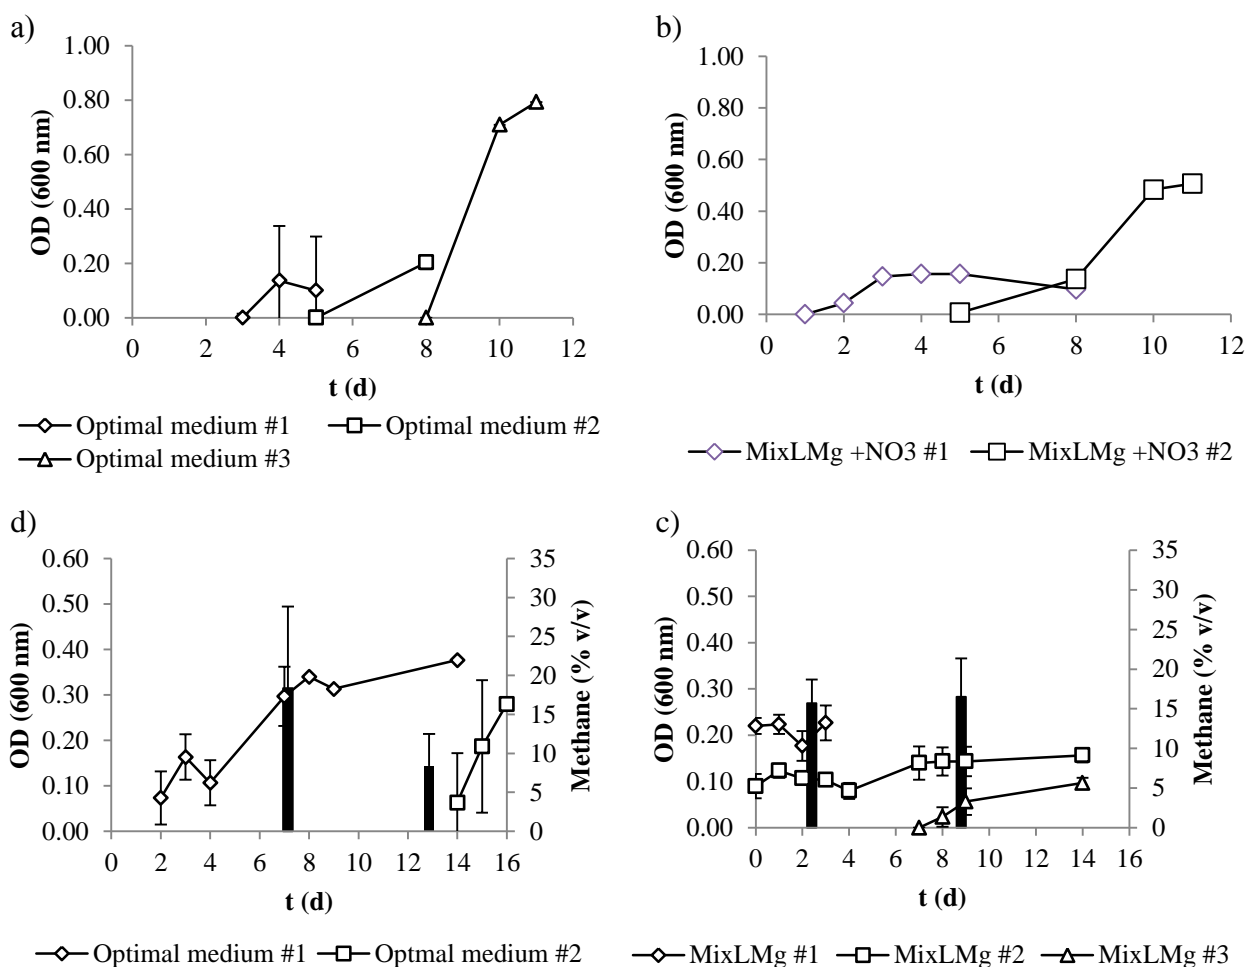 a)
1.00
0.80
0.60
0.40
0.20
0.00
OD (600 nm)
0 2 4 6 8 10 12
t (d)
Optimal medium #1 Optimal medium #2
Optimal medium #3
b)
1.00
0.80
0.60
0.40
0.20
0.00
OD (600 nm
0 2 4 6 8 10 12
t (d)
MixLMg +NO3 #1 MixLMg +NO3 #2
d)
0.60
0.50
0.40
0.30
0.20
0.10
0.00
OD (600 nm)
35
30
25
20
15
10
5
0
Methane (% v/v)
0 2 4 6 8 10 12 14 16
t (d)
Optimal medium #1 Optmal medium #2
c)
0.60
0.50
0.40
0.30
0.20
0.10
0.00
OD (600 nm)
35
30
25
20
15
10
5
0
Methane (% v/v)
0 2 4 6 8 10 12 14 16
t (d)
MixLMg #1 MixLMg #2 MixLMg #3